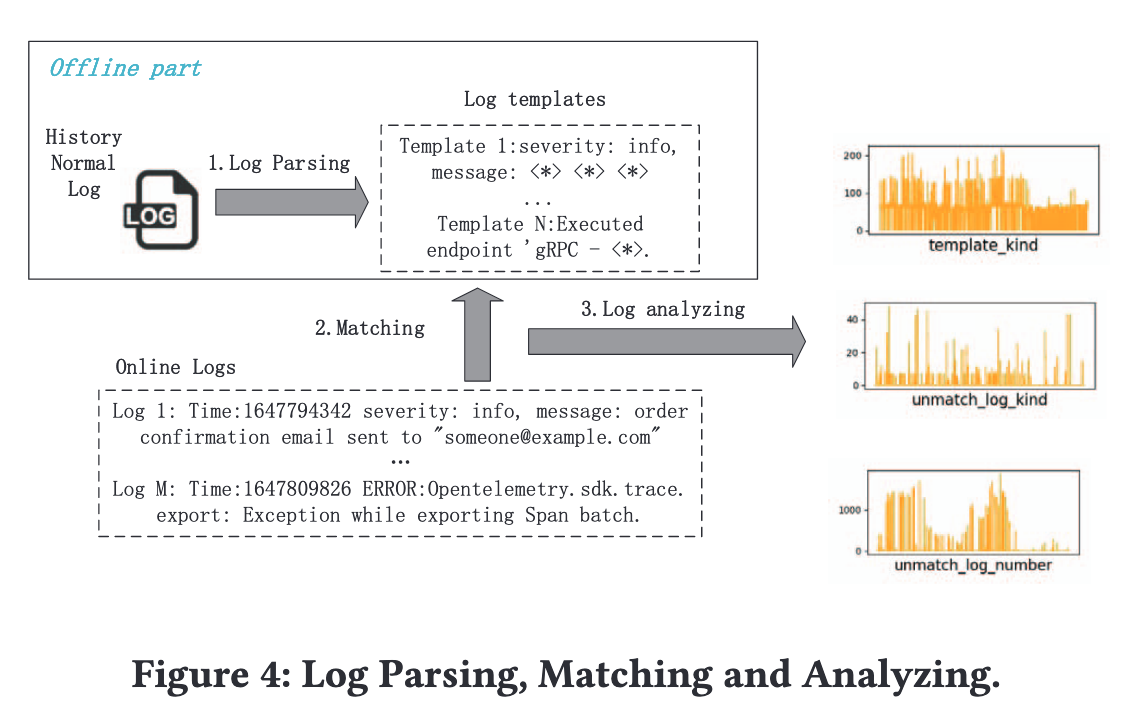 Offline part
History
Normal
Log
LOG
1.Log Parsing
Log templates
Template 1:severity: info,
message: <*> <*> <*>
...
Template N:Executed
endpoint 'gRPC - <*>.
2.Matching
3.Log analyzing
Online Logs
Log 1: Time:1647794342 severity: info, message: order
confirmation email sent to "someone@example.com"
...
Log M: Time:1647809826 ERROR:Opentelemetry.sdk.trace.
export: Exception while exporting Span batch.
200
100
0
template_kind
40
20
0
unmatch_log_kind
1000
0
unmatch_log_number
Figure 4: Log Parsing, Matching and Analyzing.